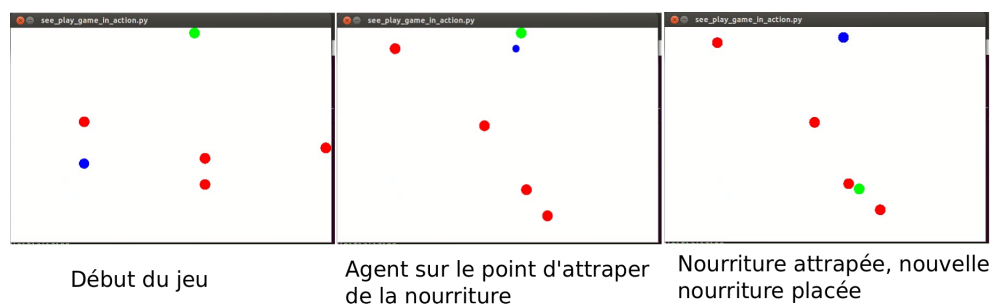 see_play_game_in_action.py
see_play_game_in_action.py
see_play_game_in_action.py
Début du jeu
Agent sur le point d'attraper
de la nourriture
Nourriture attrapée, nouvelle
nourriture placée